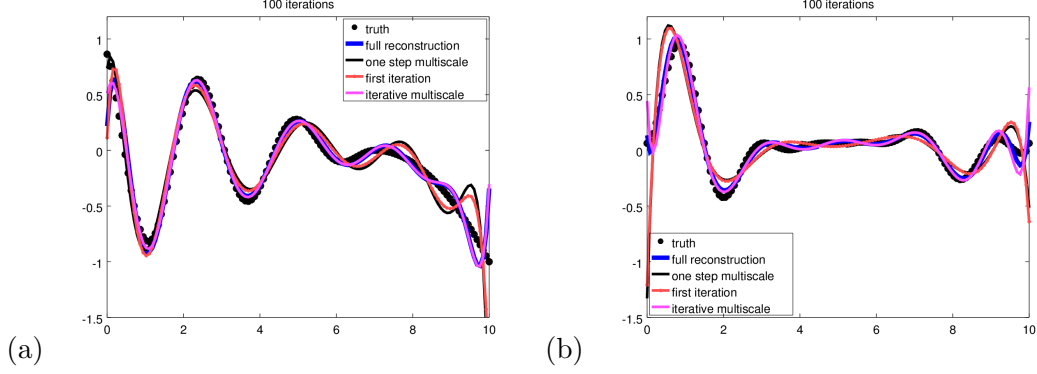 100 iterations
1
0.5
0
-0.5
-1
-1.5
0
2
4
6
8
10
truth
full reconstruction
one step multiscale
first iteration
iterative multiscale
(a)
100 iterations
1
0.5
0
-0.5
-1
-1.5
0
2
4
6
8
10
truth
full reconstruction
one step multiscale
first iteration
iterative multiscale
(b)